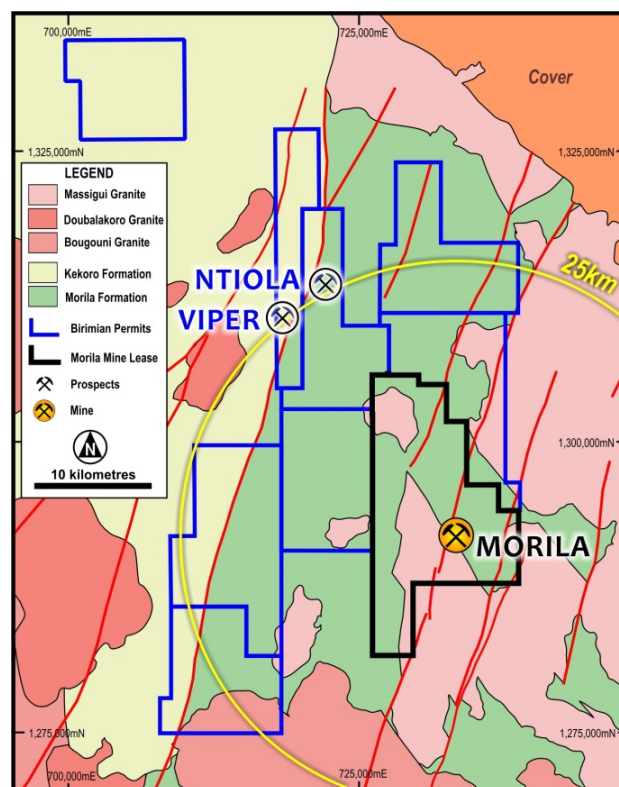 700,000mE
725,000mE
Cover
1,325,000mN
1,325,000mN
LEGEND
Massigui Granite
Doubalakoro Granite
Bougouni Granite
Kekoro Formation
Morila Formation
Birimian Permits
Morila Mine Lease
Prospects
Mine
N
10 kilometres
25km
NTIOLA
VIPER
1,300,000mN
MORILA
1,275,000mN
1,275,000mN
700,000mE
725,000mE